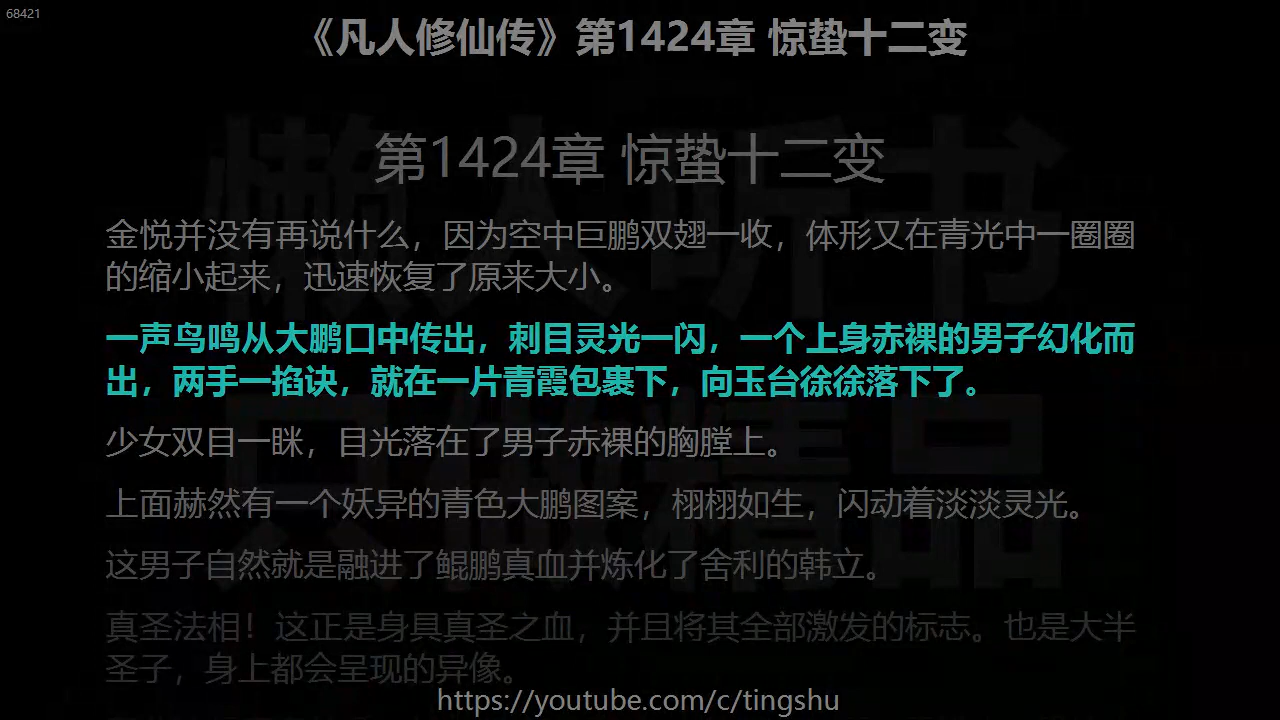 68421
《凡人修仙传》第1424章 惊蛰十二变
第1424章 惊蛰十二变
金悦并没有再说什么，因为空中巨鹏双翅一收，体形又在青光中一圈圈
的缩小起来，迅速恢复了原来大小。
一声鸟鸣从大鹏口中传出，刺目灵光一闪，一个上身赤裸的男子幻化而
出，两手一掐诀，就在一片青霞包裹下，向玉台徐徐落下了。
少女双目一眯，目光落在了男子赤裸的胸膛上。
上面赫然有一个妖异的青色大鹏图案，栩栩如生，闪动着淡淡灵光。
这男子自然就是融进了鲲鹏真血并炼化了舍利的韩立。
真圣法相！这正是身具真圣之血，并且将其全部激发的标志。也是大半
圣子，身上都会呈现的异像。
https://youtube.com/c/tingshu
懒人听书
只做精品